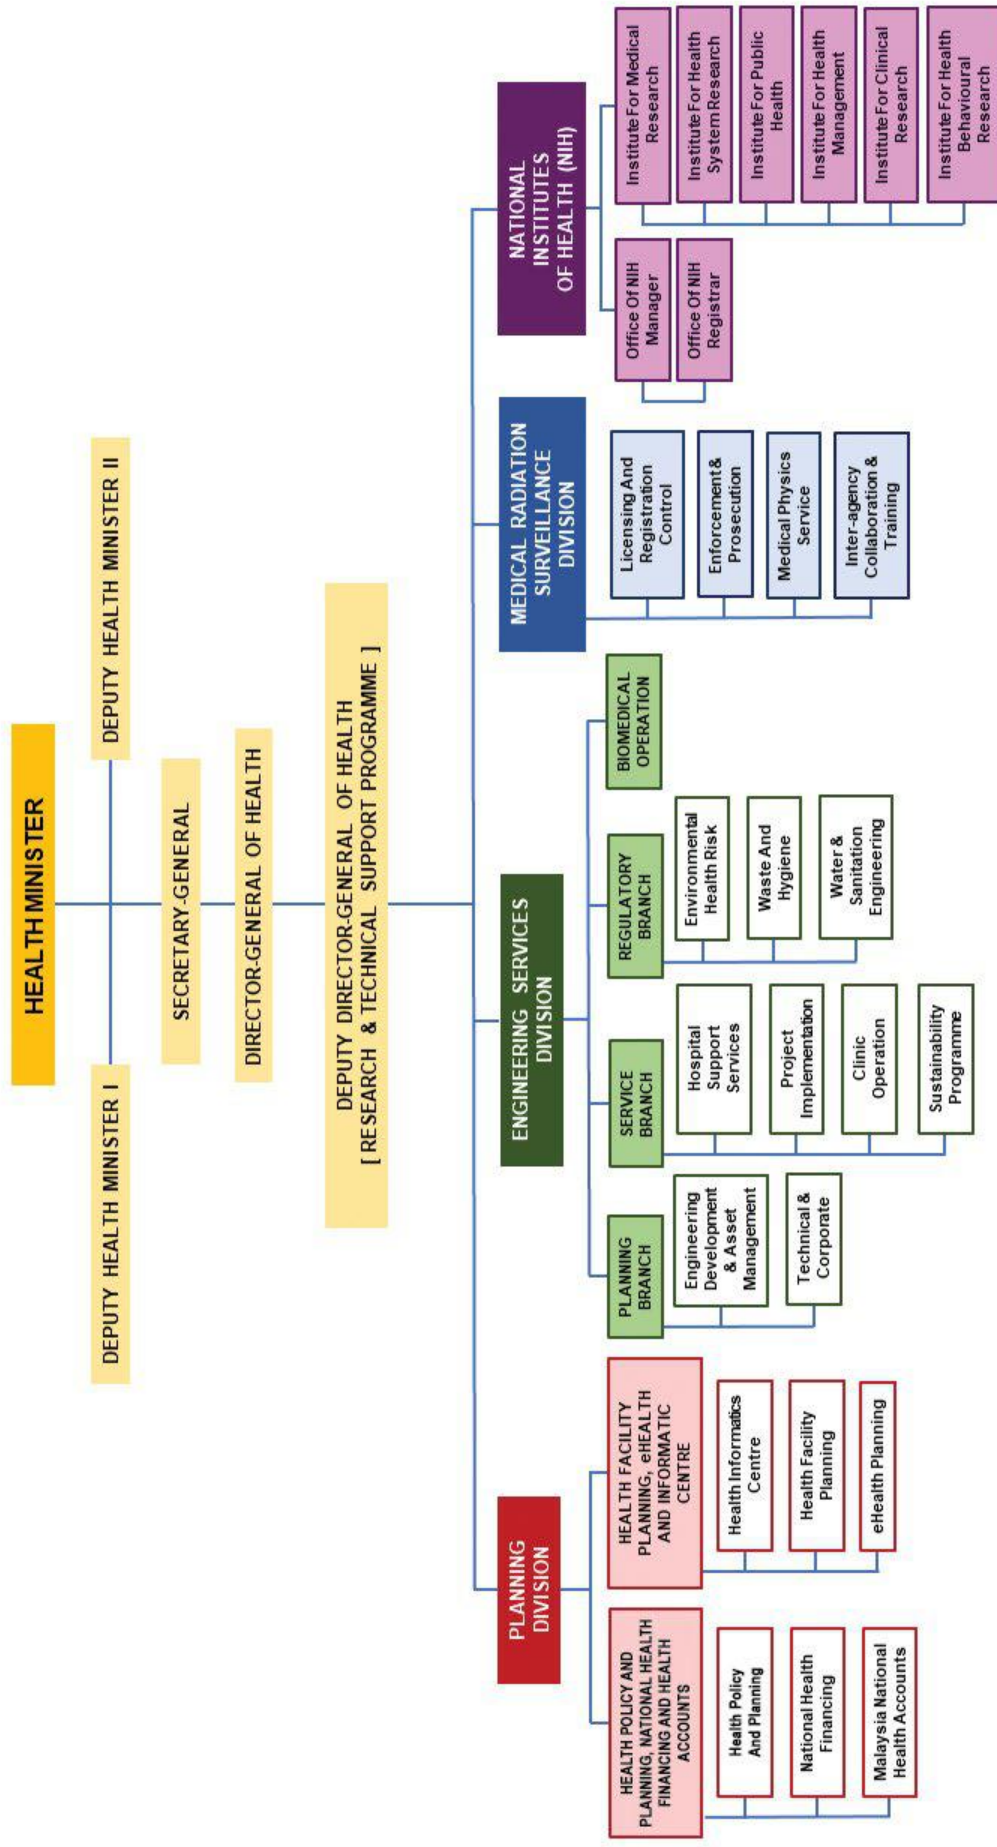 HEALTH MINISTER
DEPUTY HEALTH MINISTER I
DEPUTY HEALTH MINISTER II
SECRETARY-GENERAL
DIRECTOR-GENERAL OF HEALTH
DEPUTY DIRECTOR-GENERAL OF HEALTH
[ RESEARCH & TECHNICAL SUPPORT PROGRAMME ]
PLANNING
DIVISION
HEALTH POLICY AND
PLANNING, NATIONAL HEALTH
FINANCING AND HEALTH
ACCOUNTS
Health Policy
And Planning
National Health
Financing
Malaysia National
Health Accounts
HEALTH FACILITY
PLANNING, eHEALTH
AND INFORMATIC
CENTRE
Health Informatics
Centre
Health Facility
Planning
eHealth Planning
ENGINEERING SERVICES
DIVISION
PLANNING
BRANCH
Engineering
Development
& Asset
Management
Technical &
Corporate
SERVICE
BRANCH
Hospital
Support
Services
Project
Implementation
Clinic
Operation
Sustainability
Programme
REGULATORY
BRANCH
Environmental
Health Risk
Waste And
Hygiene
Water &
Sanitation
Engineering
BIOMEDICAL
OPERATION
MEDICAL RADIATION
SURVEILLANCE
DIVISION
Licensing And
Registration
Control
Enforcement &
Prosecution
Medical Physics
Service
Inter-agency
Collaboration &
Training
NATIONAL
INSTITUTES
OF HEALTH (NIH)
Office Of NIH
Manager
Office Of NIH
Registrar
Institute For Medical
Research
Institute For Health
System Research
Institute For Public
Health
Institute For Health
Management
Institute For Clinical
Research
Institute For Health
Behavioural
Research